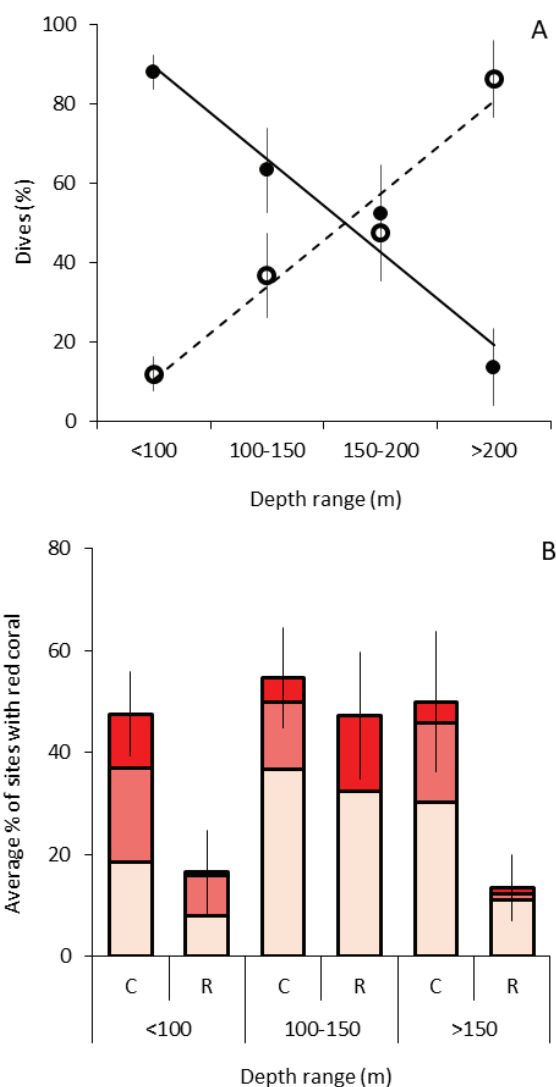 A
100
80
60
40
20
0
Dives (%)
<100 100-150 150-200 >200
Depth range (m)
B
80
60
40
20
0
Average % of sites with red coral
C R C R C R
<100 100-150 >150
Depth range (m)